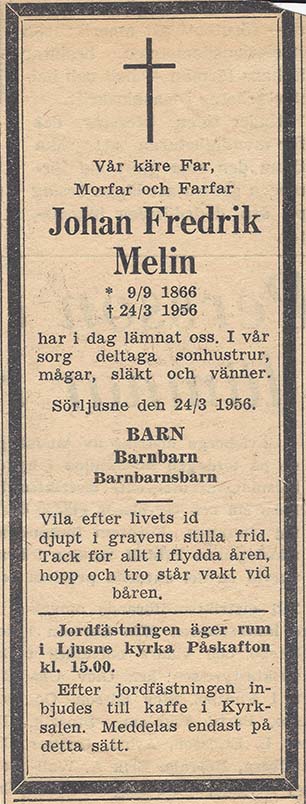 Vår käre Far,
Morfar och Farfar
Johan Fredrik
Melin
* 9/9 1866
† 24/3 1956
har i dag lämnat oss. I vår
sorg deltaga sonhustrur,
mågar, släkt och vänner.
Sörljusne den 24/3 1956.
BARN
Barnbarn
Barnbarnsbarn
Vila efter livets id
djupt i gravens stilla frid.
Tack för allt i flydda åren,
hopp och tro står vakt vid
båren.
Jordfästningen äger rum
i Ljusne kyrka Påskafton
kl. 15.00.
Efter jordfästningen in-
bjudes till kaffe i Kyrk-
salen. Meddelas endast på
detta sätt.